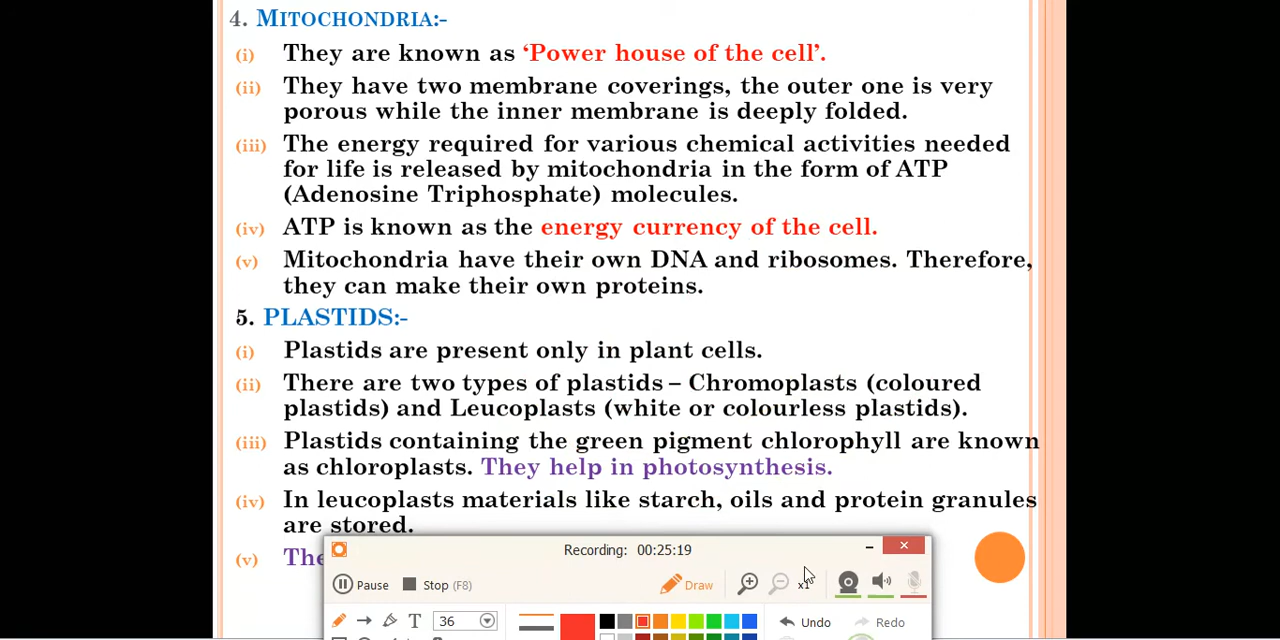 4. MITOCHONDRIA:-
(i) They are known as ‘Power house of the cell’.
(ii) They have two membrane coverings, the outer one is very
porous while the inner membrane is deeply folded.
(iii) The energy required for various chemical activities needed
for life is released by mitochondria in the form of ATP
(Adenosine Triphosphate) molecules.
(iv) ATP is known as the energy currency of the cell.
(v) Mitochondria have their own DNA and ribosomes. Therefore,
they can make their own proteins.
5. PLASTIDS:-
(i) Plastids are present only in plant cells.
(ii) There are two types of plastids – Chromoplasts (coloured
plastids) and Leucoplasts (white or colourless plastids).
(iii) Plastids containing the green pigment chlorophyll are known
as chloroplasts. They help in photosynthesis.
(iv) In leucoplasts materials like starch, oils and protein granules
are stored.
(v)
Recording: 00:25:19
Pause Stop (F8) Draw x1
T 36 Undo Redo